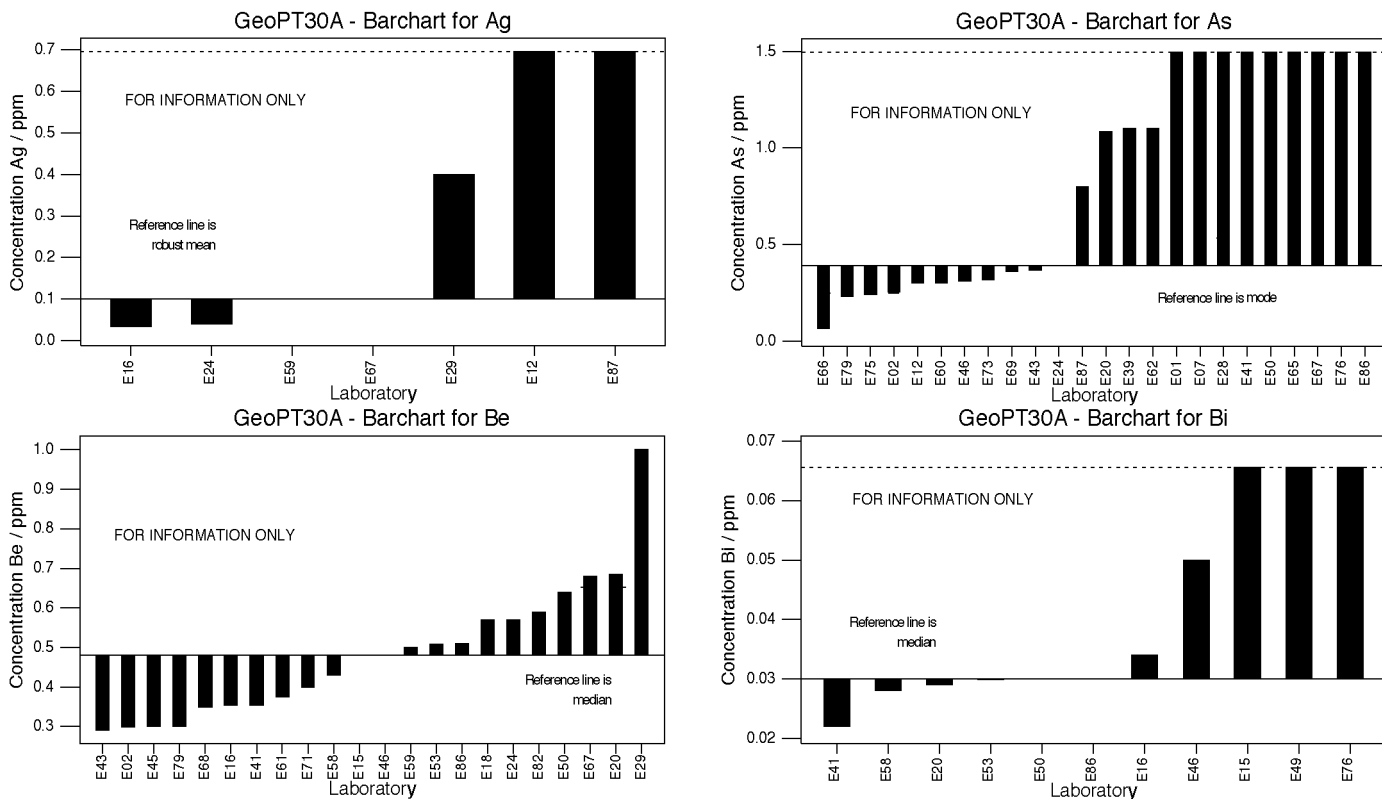 GeoPT30A - Barchart for Ag
Concentration Ag / ppm
0.7
0.6
0.5
0.4
0.3
0.2
0.1
0.0
FOR INFORMATION ONLY
Reference line is
robust mean
E16
E24
E59
E67
E29
E12
E87
Laboratory
GeoPT30A - Barchart for As
Concentration As / ppm
1.5
1.0
0.5
0.0
FOR INFORMATION ONLY
Reference line is mode
E66
E79
E75
E02
E12
E60
E46
E73
E69
E43
E24
E87
E20
E39
E62
E01
E07
E28
E41
E50
E65
E67
E76
E86
Laboratory
GeoPT30A - Barchart for Be
Concentration Be / ppm
1.0
0.9
0.8
0.7
0.6
0.5
0.4
0.3
FOR INFORMATION ONLY
Reference line is
median
E43
E02
E45
E79
E68
E16
E41
E61
E71
E58
E15
E46
E59
E53
E86
E18
E24
E82
E50
E67
E20
E29
Laboratory
GeoPT30A - Barchart for Bi
Concentration Bi / ppm
0.07
0.06
0.05
0.04
0.03
0.02
FOR INFORMATION ONLY
Reference line is
median
E41
E58
E20
E53
E50
E86
E16
E46
E15
E49
E76
Laboratory